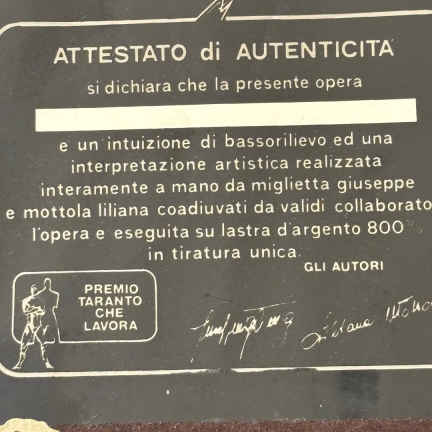 ATTESTATO di AUTENTICITA
si dichiara che la presente opera
e un intuizione di bassorilievo ed una
interpretazione artistica realizzata
interamente a mano da miglietta giuseppe
e mottola liliana coadiuvati da validi collaborato
l'opera e eseguita su lastra d'argento 800
in tiratura unica.
GLI AUTORI
PREMIO
TARANTO
CHE
LAVORA